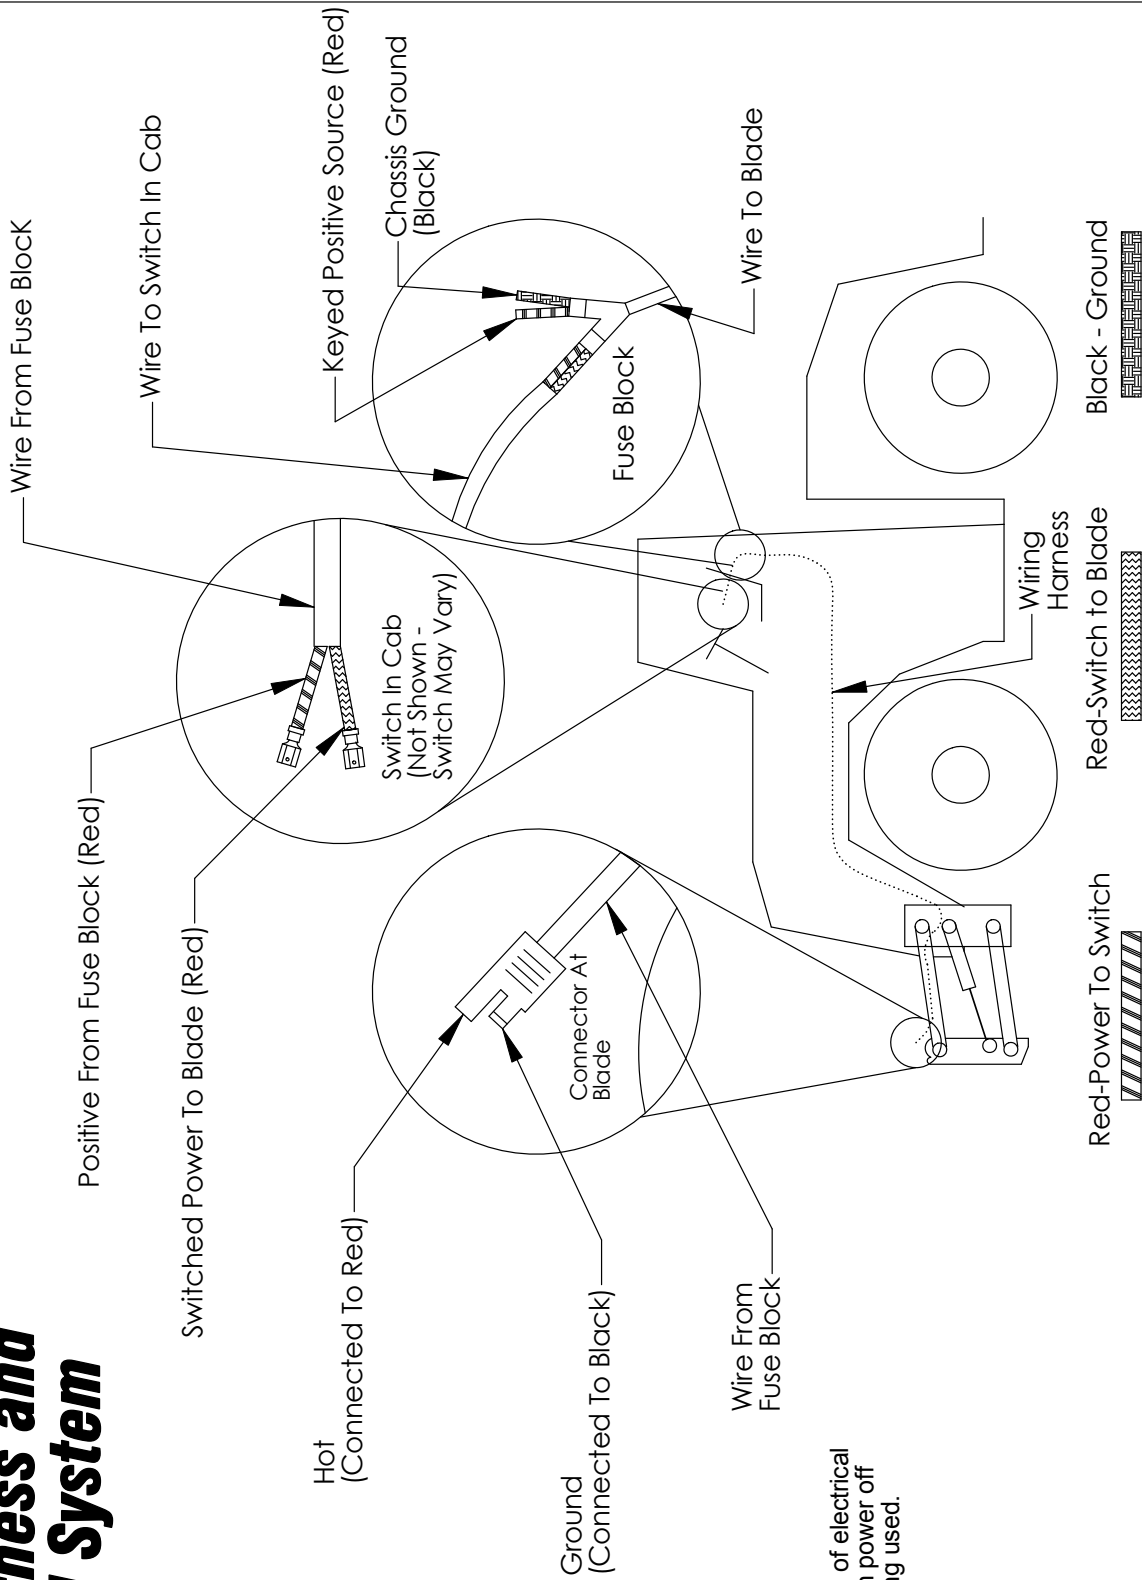 and
System
Wire From Fuse BlocK
Wire To Switch In Cab
Keyed Positive Source (Red)
Chassis Ground
(Black)
Wire To Blade
Fuse Block
Positive From Fuse Block (Red)
Switched Power To Blade (Red)
Switch In Cab
(Not Shown -
Switch May Vary)
Hot
(Connected To Red)
Ground
(Connected To Black)
Wire From
Fuse Block
Connector At
Blade
Wiring
Harness
of electrical
power off
used.
Red-Power To Switch
Red-Switch to Blade
Black - Ground